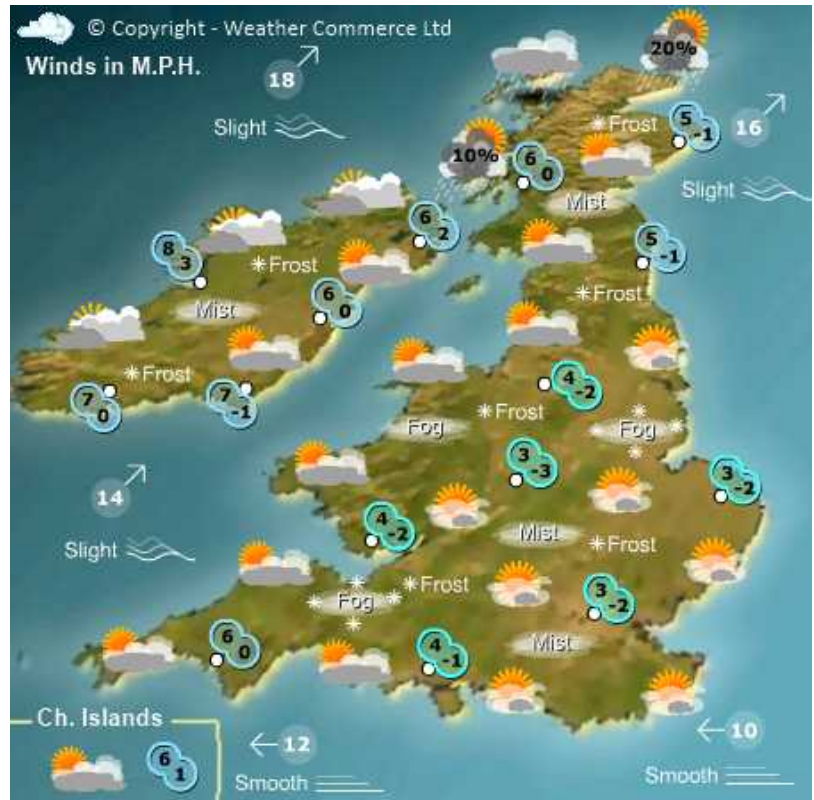 © Copyright - Weather Commerce Ltd
Winds in M.P.H.
20%
18
Slight
5
-1
16
Frost
10%
6
0
Slight
Mist
6
2
8
3
Frost
5
-1
6
0
Mist
Frost
Frost
4
-2
7
0
7
-1
Frost
Fog
Fog
3
-3
3
-2
14
4
-2
Slight
Mist
Frost
Frost
Fog
3
-2
6
0
4
-1
Mist
Ch. Islands
12
10
6
1
Smooth
Smooth